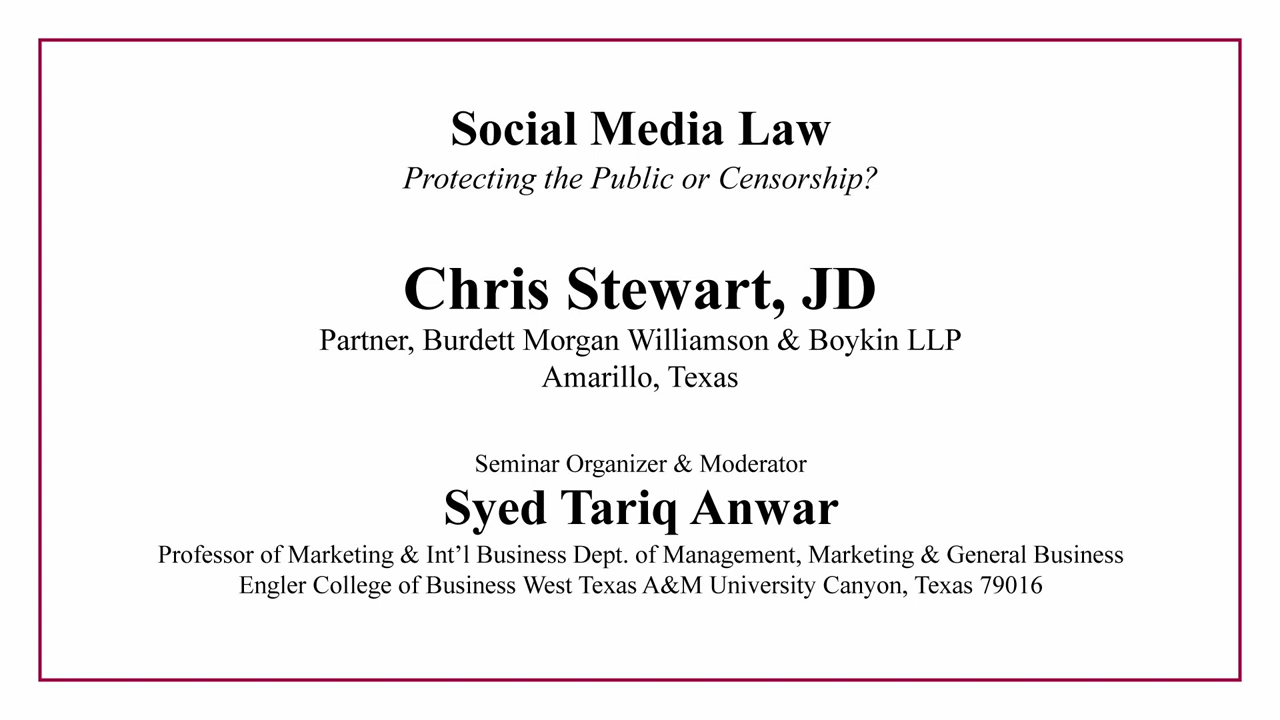 Social Media Law
Protecting the Public or Censorship?
Chris Stewart, JD
Partner, Burdett Morgan Williamson & Boykin LLP
Amarillo, Texas
Seminar Organizer & Moderator
Syed Tariq Anwar
Professor of Marketing & Int’l Business Dept. of Management, Marketing & General Business
Engler College of Business West Texas A&M University Canyon, Texas 79016